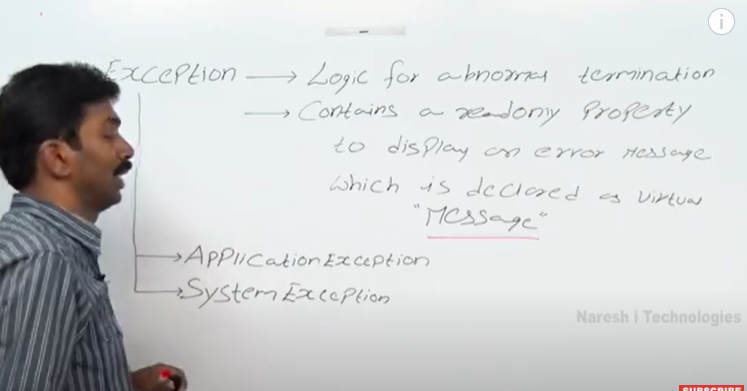 Exception → Logic for abnormal termination
→ Contains a readonly Property
to display an error message
which is declared as virtual
"Message"
→ ApplicationException
→ SystemException
Naresh i Technologies
SUBSCRIBE
i